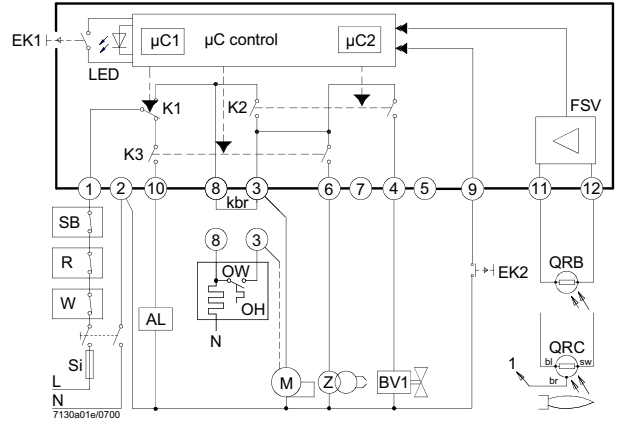 EK1
LED
µC1
µC control
µC2
FSV
K1
K2
K3
1
2
10
8
3
6
7
4
5
9
11
12
kbr
SB
R
W
Si
L
N
7130a01e/0700
AL
8
3
OW
OH
N
M
Z
BV1
EK2
QRB
QRC
bl
sw
br
1